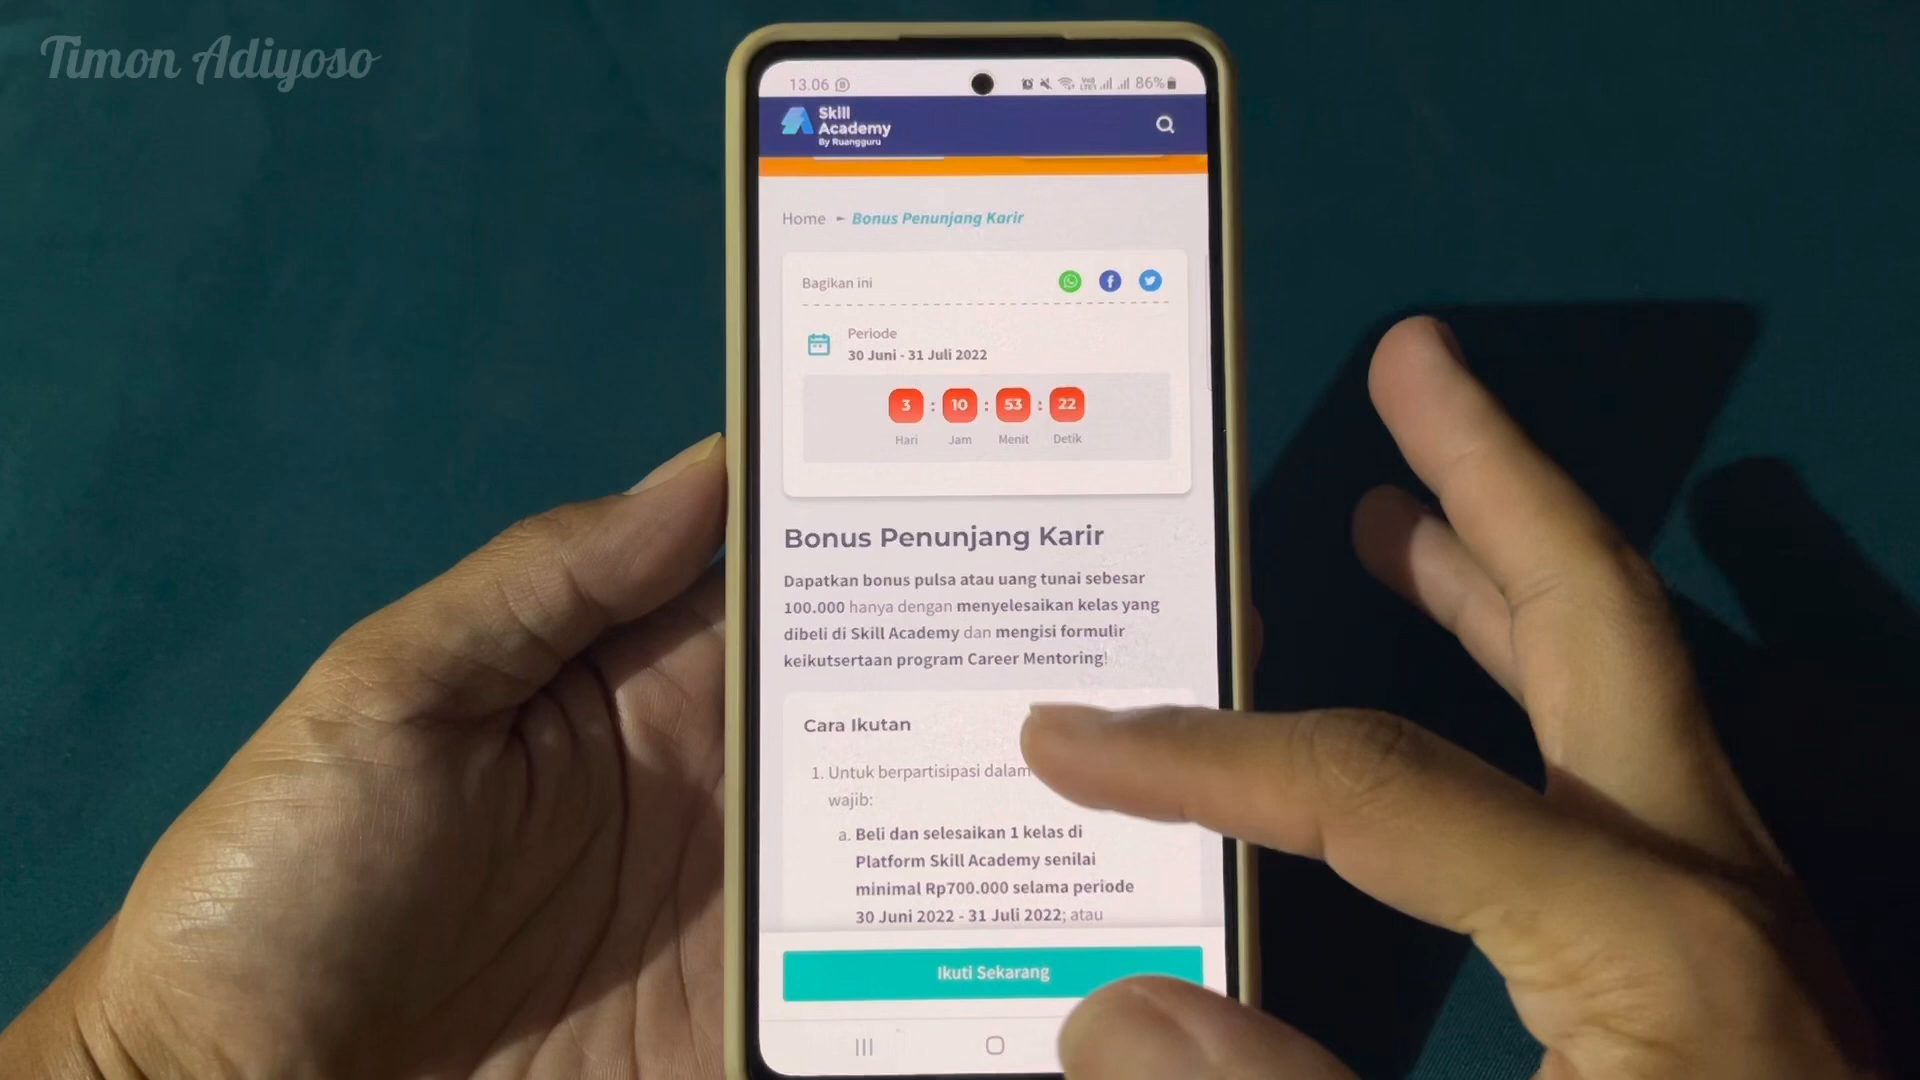 Timon Adiyoso
13.06
86%
Skill
Academy
By Ruangguru
Home - Bonus Penunjang Karir
Bagikan ini
Periode
30 Juni - 31 Juli 2022
3 : 10 : 53 : 22
Hari Jam Menit Detik
Bonus Penunjang Karir
Dapatkan bonus pulsa atau uang tunai sebesar
100.000 hanya dengan menyelesaikan kelas yang
dibeli di Skill Academy dan mengisi formulir
keikutsertaan program Career Mentoring!
Cara Ikutan
1. Untuk berpartisipasi dalam
wajib:
a. Beli dan selesaikan 1 kelas di
Platform Skill Academy senilai
minimal Rp700.000 selama periode
30 Juni 2022 - 31 Juli 2022; atau
Ikuti Sekarang